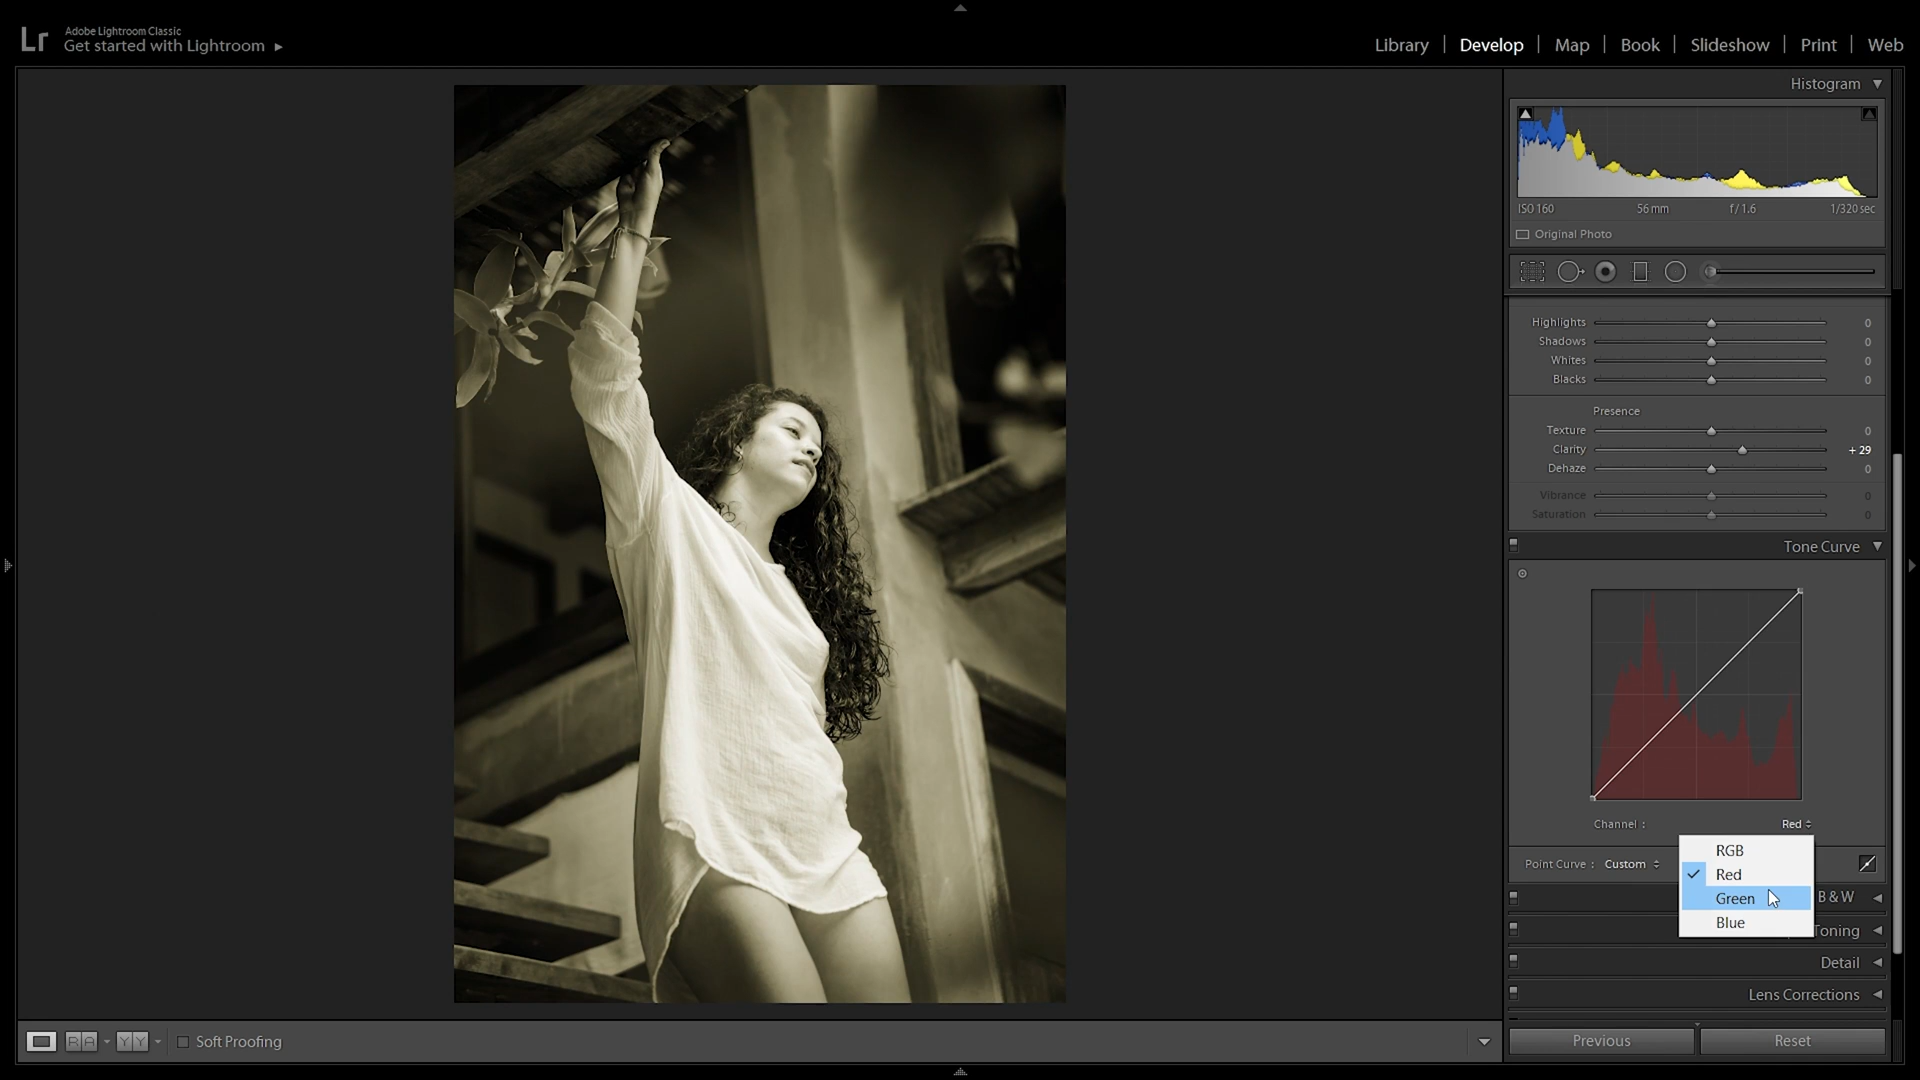 Lr
Adobe Lightroom Classic
Get started with Lightroom
Library | Develop | Map | Book | Slideshow | Print | Web
Histogram
ISO 160 56 mm f / 1.6 1/320 sec
Original Photo
Highlights 0
Shadows 0
Whites 0
Blacks 0
Presence
Texture 0
Clarity + 29
Dehaze 0
Vibrance 0
Saturation 0
Tone Curve
Channel : Red
RGB
Point Curve : Custom
Red
Green
B & W
Blue
Toning
Detail
Lens Corrections
R A
Y Y
Soft Proofing
Previous
Reset